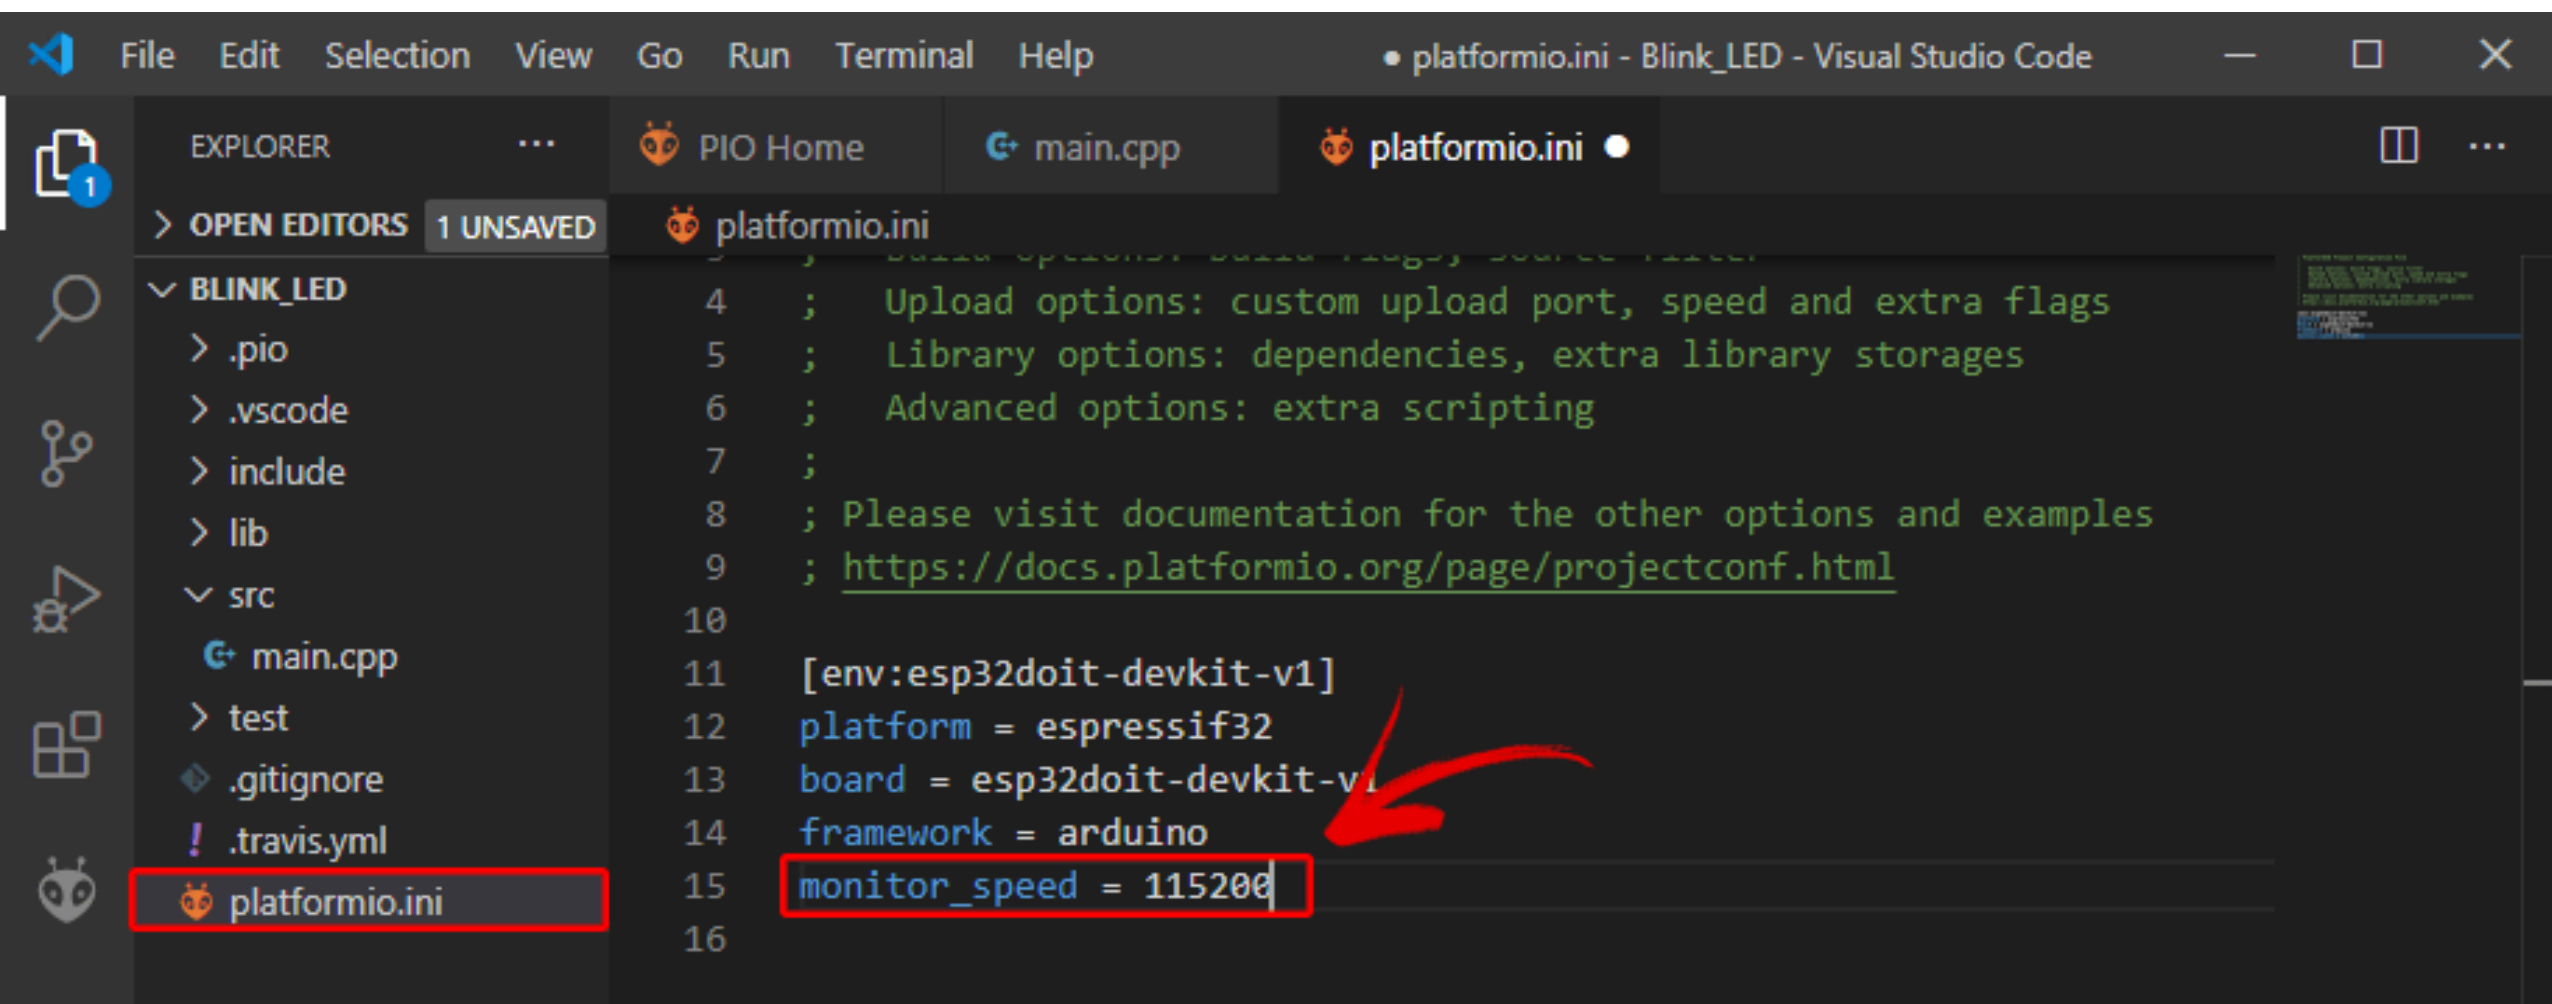 File Edit Selection View Go Run Terminal Help
● platformio.ini - Blink_LED - Visual Studio Code
1
EXPLORER ...
OPEN EDITORS 1 UNSAVED
BLINK_LED
.pio
.vscode
include
lib
src
main.cpp
test
.gitignore
! .travis.yml
platformio.ini
PIO Home
main.cpp
platformio.ini ●
platformio.ini
4 ;   Upload options: custom upload port, speed and extra flags
5 ;   Library options: dependencies, extra library storages
6 ;   Advanced options: extra scripting
7 ;
8 ; Please visit documentation for the other options and examples
9 ; https://docs.platformio.org/page/projectconf.html
10
11 [env:esp32doit-devkit-v1]
12 platform = espressif32
13 board = esp32doit-devkit-v1
14 framework = arduino
15 monitor_speed = 115200
16